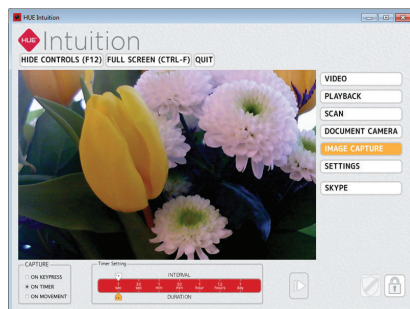 HUE Intuition
HUE Intuition
HIDE CONTROLS (F12) FULL SCREEN (CTRL-F) QUIT
VIDEO
PLAYBACK
SCAN
DOCUMENT CAMERA
IMAGE CAPTURE
SETTINGS
SKYPE
CAPTURE
ON KEYPRESS
ON TIMER
ON MOVEMENT
Timer Setting
INTERVAL
DURATION